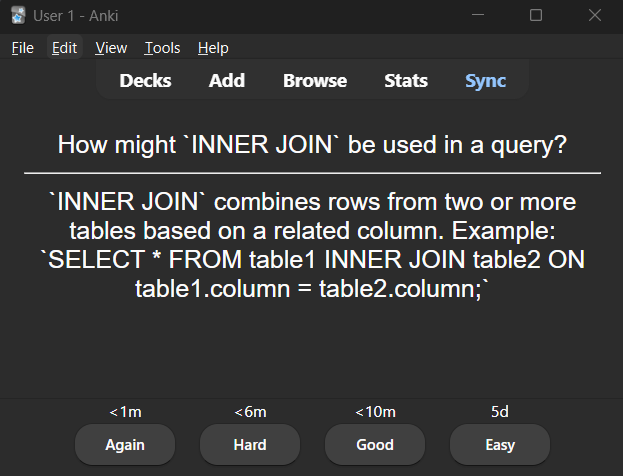 User 1 - Anki
File Edit View Tools Help
Decks Add Browse Stats Sync
How might `INNER JOIN` be used in a query?
`INNER JOIN` combines rows from two or more
tables based on a related column. Example:
`SELECT * FROM table1 INNER JOIN table2 ON
table1.column = table2.column;`
<1m <6m <10m 5d
Again Hard Good Easy